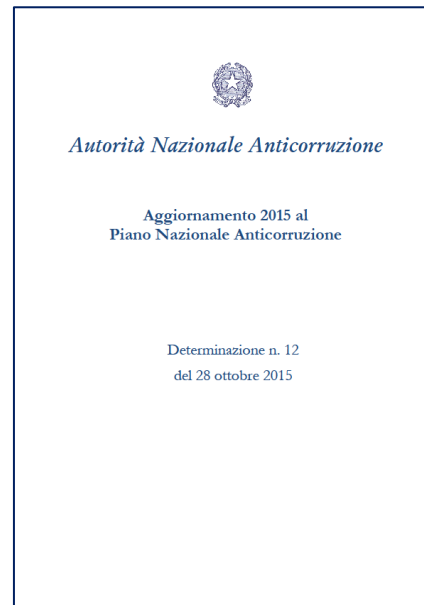 Autorità Nazionale Anticorruzione
Aggiornamento 2015 al
Piano Nazionale Anticorruzione
Determinazione n. 12
del 28 ottobre 2015